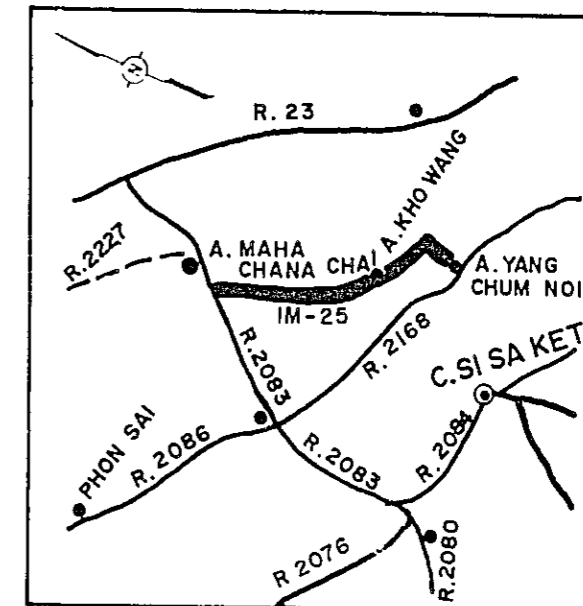 N
R. 23
R.2227
A. MAHA
CHANA CHAI
A. KHO WANG
A. YANG
CHUM NOI
IM-25
R.2083
R. 2168
C. SI SA KET
PHON SAI
R. 2086
R. 2083
R. 2084
R 2076
R.2080